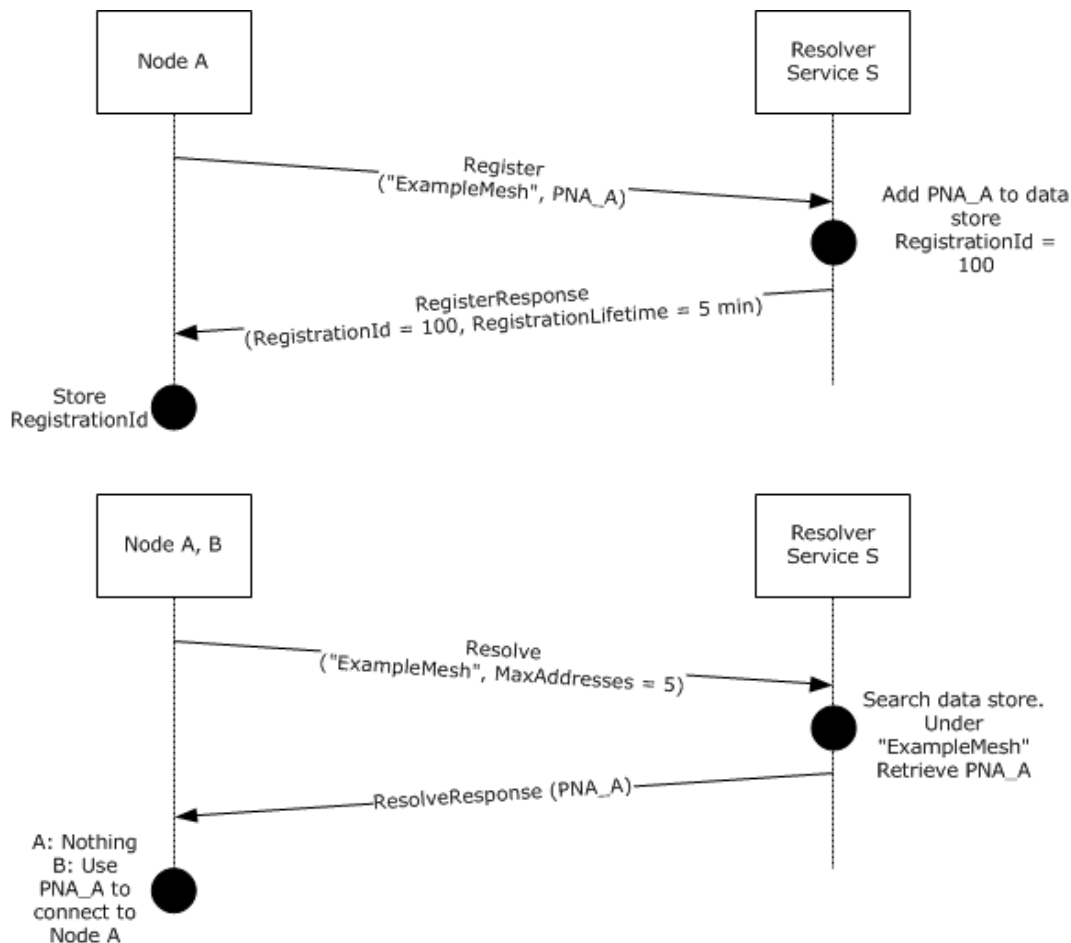 Node A
Resolver
Service S
Register
("ExampleMesh", PNA_A)
Add PNA_A to data
store
RegistrationId =
100
RegisterResponse
(RegistrationId = 100, RegistrationLifetime = 5 min)
Store
RegistrationId
Node A, B
Resolver
Service S
Resolve
("ExampleMesh", MaxAddresses = 5)
Search data store.
Under
"ExampleMesh"
Retrieve PNA_A
ResolveResponse (PNA_A)
A: Nothing
B: Use
PNA_A to
connect to
Node A